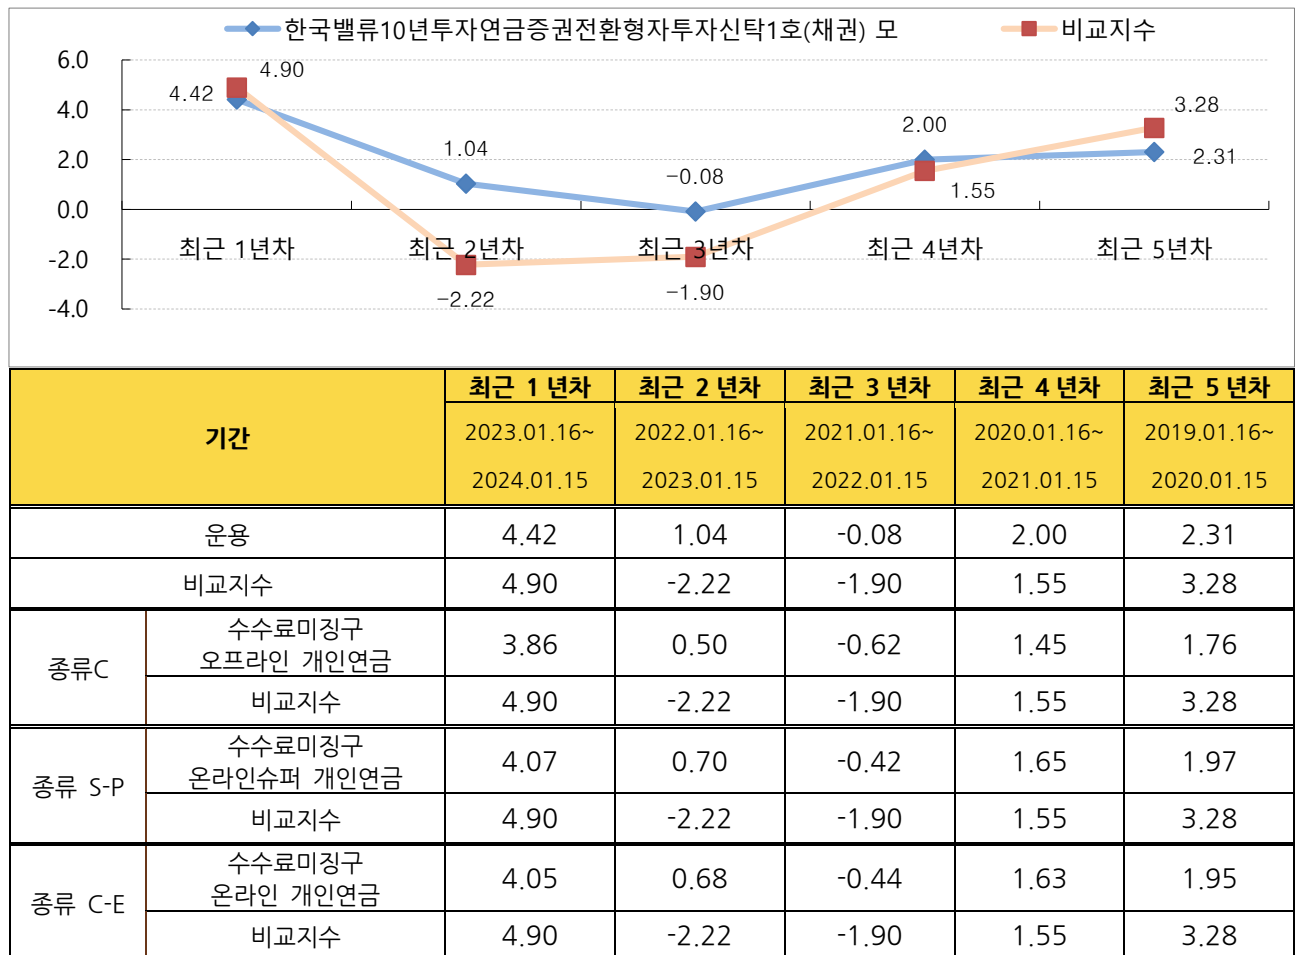 한국밸류10년투자연금증권전환형자투자신탁1호(채권) 모 비교지수
6.0
4.0
2.0
0.0
-2.0
-4.0
4.42 4.90
1.04
-2.22
-0.08
-1.90
2.00
1.55
3.28
2.31
최근 1년차 최근 2년차 최근 3년차 최근 4년차 최근 5년차
기간 최근 1 년차 최근 2 년차 최근 3 년차 최근 4 년차 최근 5 년차
2023.01.16~ 2022.01.16~ 2021.01.16~ 2020.01.16~ 2019.01.16~
2024.01.15 2023.01.15 2022.01.15 2021.01.15 2020.01.15
운용 4.42 1.04 -0.08 2.00 2.31
비교지수 4.90 -2.22 -1.90 1.55 3.28
종류C
수수료미징구
오프라인 개인연금 3.86 0.50 -0.62 1.45 1.76
비교지수 4.90 -2.22 -1.90 1.55 3.28
종류 S-P
수수료미징구
온라인슈퍼 개인연금 4.07 0.70 -0.42 1.65 1.97
비교지수 4.90 -2.22 -1.90 1.55 3.28
종류 C-E
수수료미징구
온라인 개인연금 4.05 0.68 -0.44 1.63 1.95
비교지수 4.90 -2.22 -1.90 1.55 3.28